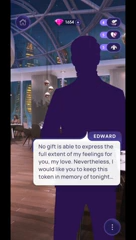 1654
EDWARD
No gift is able to express the
full extent of my feelings for
you, my love. Nevertheless, I
would like you to keep this
token in memory of tonight...